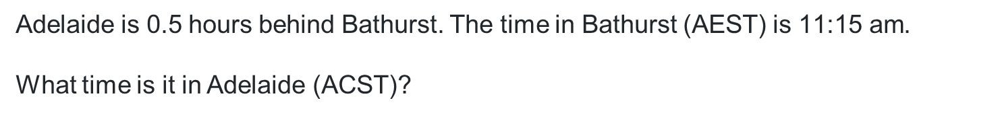 Adelaide is 0.5 hours behind Bathurst. The time in Bathurst (AEST) is 11:15 am.
What time is it in Adelaide (ACST)?